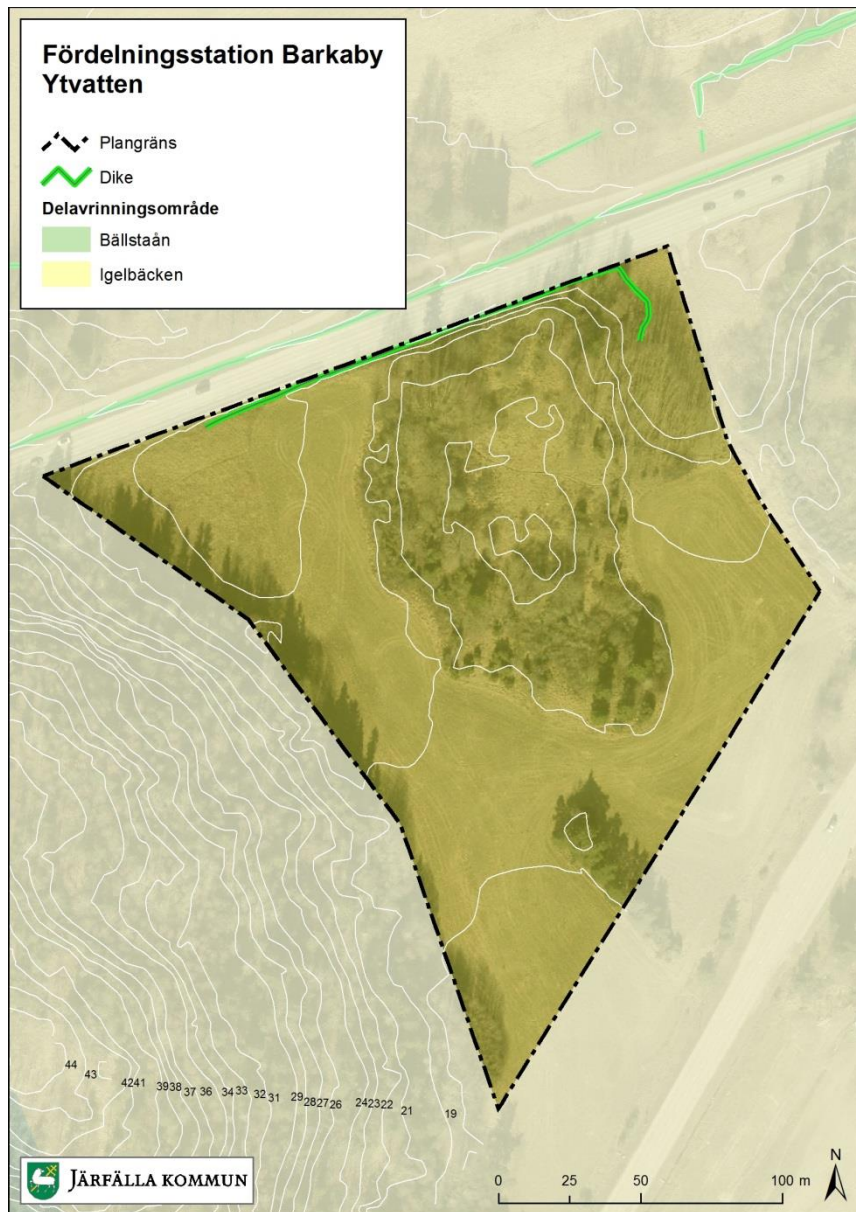 Fördelningsstation Barkaby
Ytvatten
Plangräns
Dike
Delavrinningsområde
Bällstaån
Igelbäcken
44
43
4241
3938
37 36
34 33
32 31
29
28
27
26
24
23
22
21
19
JÄRFÄLLA KOMMUN
0 25 50 100 m
N